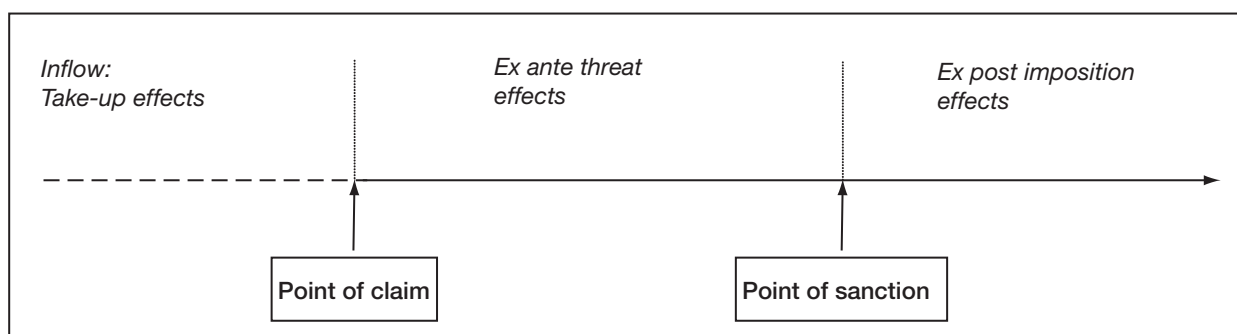 Inflow:
Take-up effects
Ex ante threat
effects
Ex post imposition
effects
Point of claim
Point of sanction